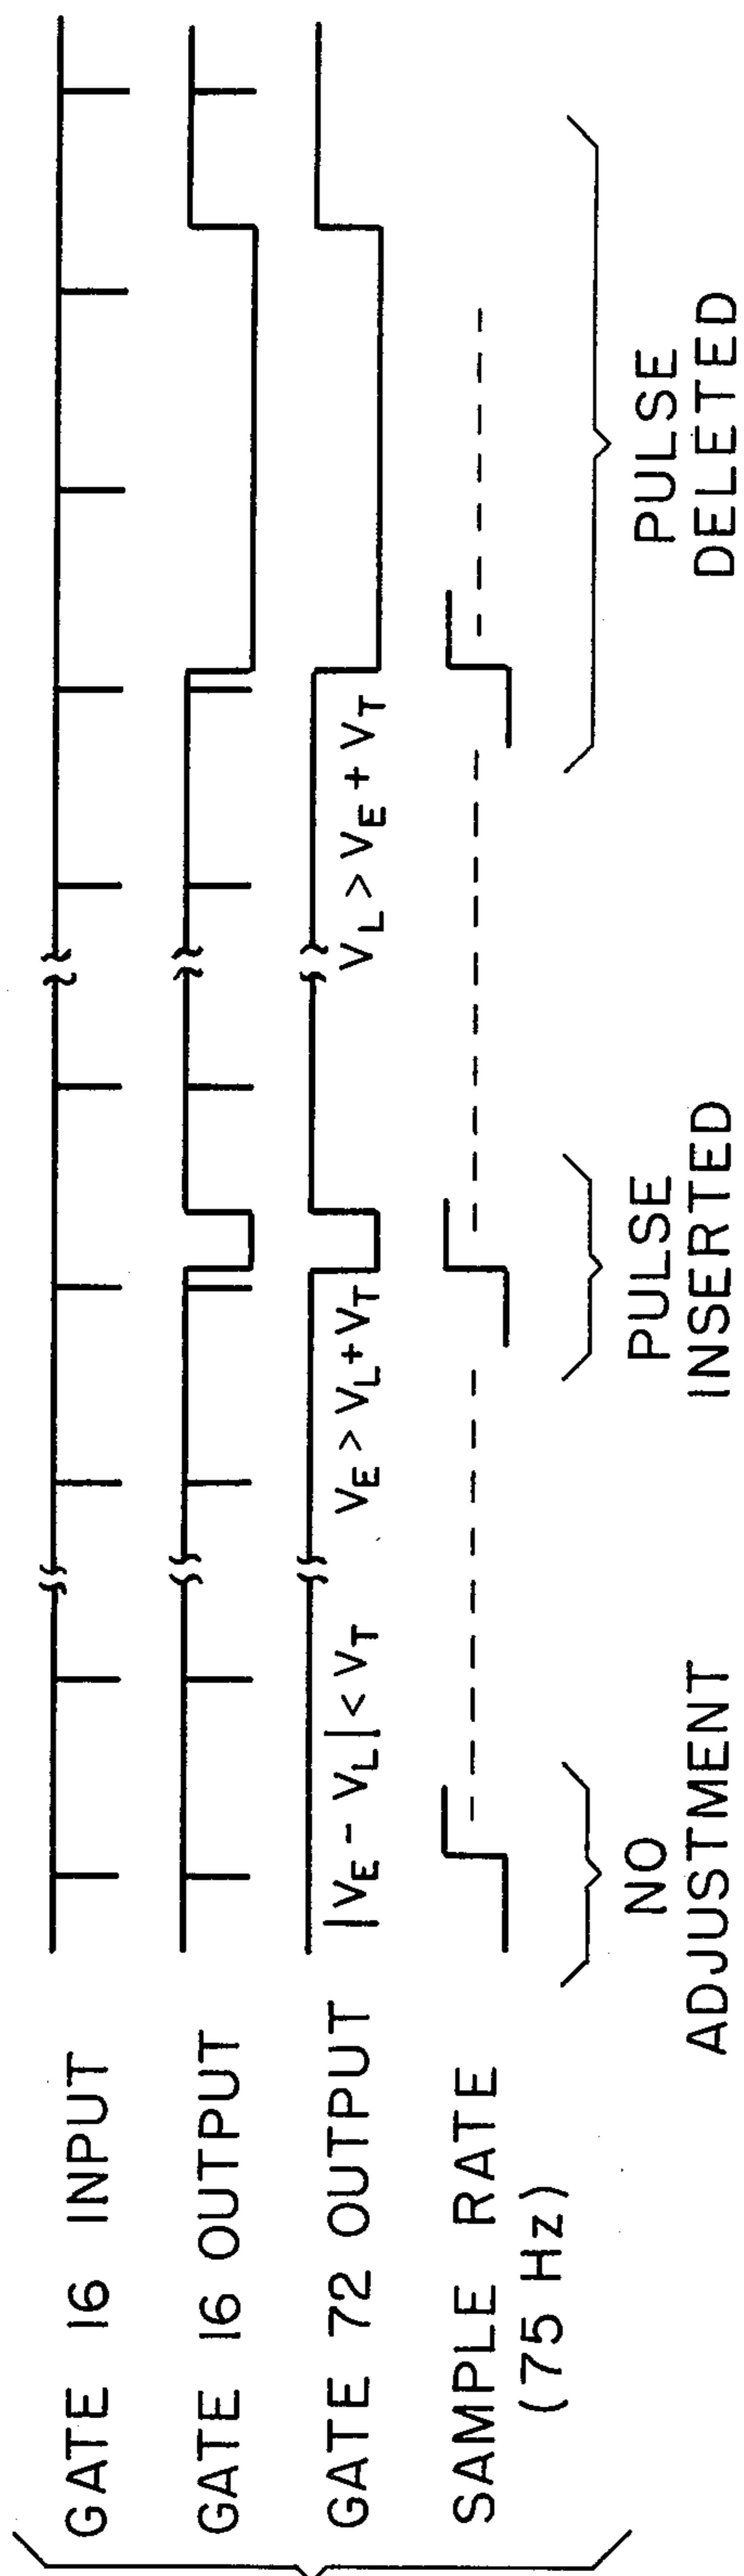 GATE 16 INPUT
GATE 16 OUTPUT
GATE 72 OUTPUT
|VE - VL| < VT
VE > VL + VT
VL > VE + VT
SAMPLE RATE
(75 Hz)
NO
ADJUSTMENT
PULSE
INSERTED
PULSE
DELETED